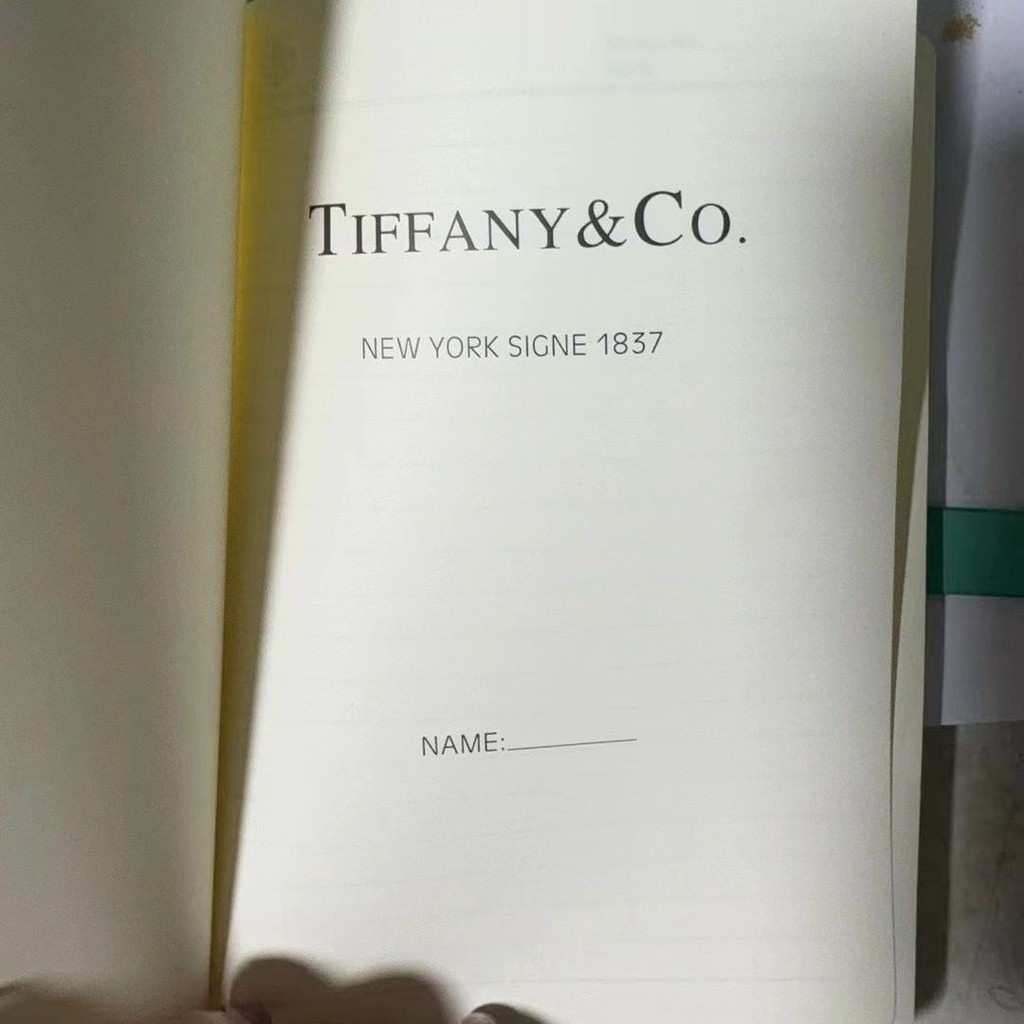 TIFFANY&CO.
NEW YORK SIGNE 1837
NAME: